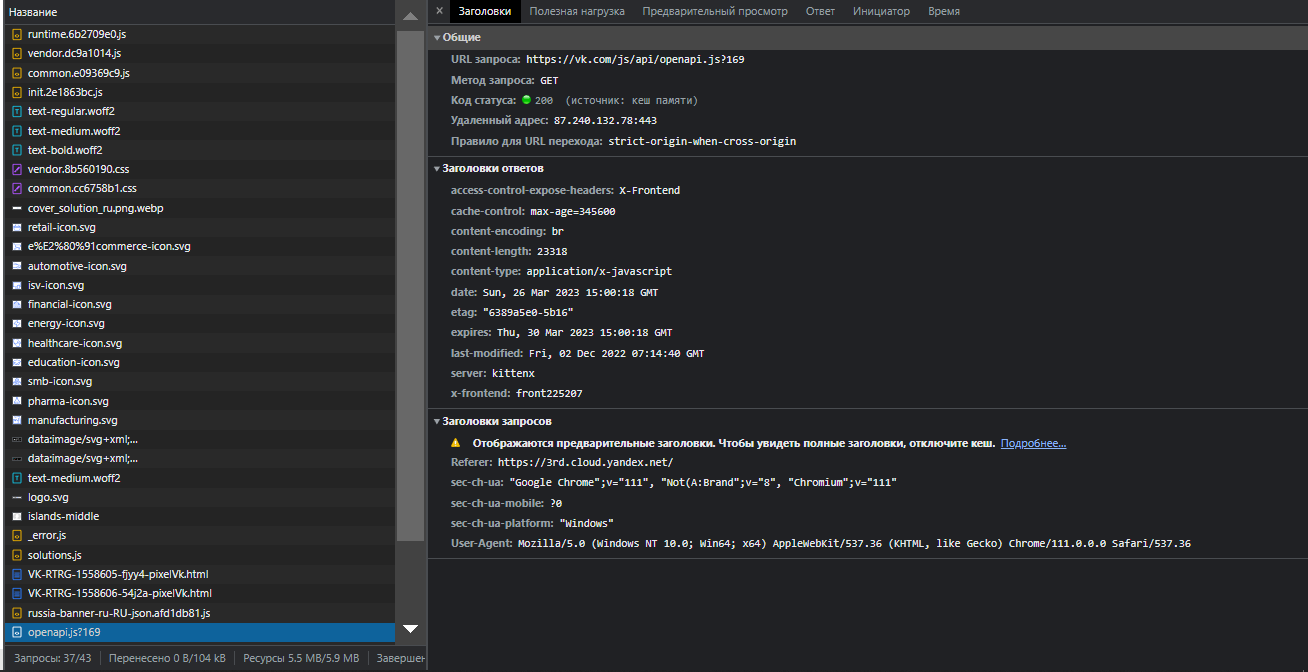 Название
runtime.6b2709e0.js
vendor.dc9a1014.js
common.e09369c9.js
init.2e1863bc.js
text-regular.woff2
text-medium.woff2
text-bold.woff2
vendor.8b560190.css
common.cc6758b1.css
cover_solution_ru.png.webp
retail-icon.svg
e%E2%80%91commerce-icon.svg
automotive-icon.svg
isv-icon.svg
financial-icon.svg
energy-icon.svg
healthcare-icon.svg
education-icon.svg
smb-icon.svg
pharma-icon.svg
manufacturing.svg
data:image/svg+xml;...
data:image/svg+xml;...
text-medium.woff2
logo.svg
islands-middle
_error.js
solutions.js
VK-RTRG-1558605-fjyy4-pixelVk.html
VK-RTRG-1558606-54j2a-pixelVk.html
russia-banner-ru-RU-json.afd1db81.js
openapi.js?169
Запросы: 37/43 Перенесено 0 B/104 kB Ресурсы 5.5 MB/5.9 MB Завершен
× Заголовки Полезная нагрузка Предварительный просмотр Ответ Инициатор Время
Общие
URL запроса: https://vk.com/js/api/openapi.js?169
Метод запроса: GET
Код статуса: 200 (источник: кеш памяти)
Удаленный адрес: 87.240.132.78:443
Правило для URL перехода: strict-origin-when-cross-origin
Заголовки ответов
access-control-expose-headers: X-Frontend
cache-control: max-age=345600
content-encoding: br
content-length: 23318
content-type: application/x-javascript
date: Sun, 26 Mar 2023 15:00:18 GMT
etag: "6389a5e0-5b16"
expires: Thu, 30 Mar 2023 15:00:18 GMT
last-modified: Fri, 02 Dec 2022 07:14:40 GMT
server: kittenx
x-frontend: front225207
Заголовки запросов
Отображаются предварительные заголовки. Чтобы увидеть полные заголовки, отключите кеш. Подробнее...
Referer: https://3rd.cloud.yandex.net/
sec-ch-ua: "Google Chrome";v="111", "Not(A:Brand";v="8", "Chromium";v="111"
sec-ch-ua-mobile: ?0
sec-ch-ua-platform: "Windows"
User-Agent: Mozilla/5.0 (Windows NT 10.0; Win64; x64) AppleWebKit/537.36 (KHTML, like Gecko) Chrome/111.0.0.0 Safari/537.36